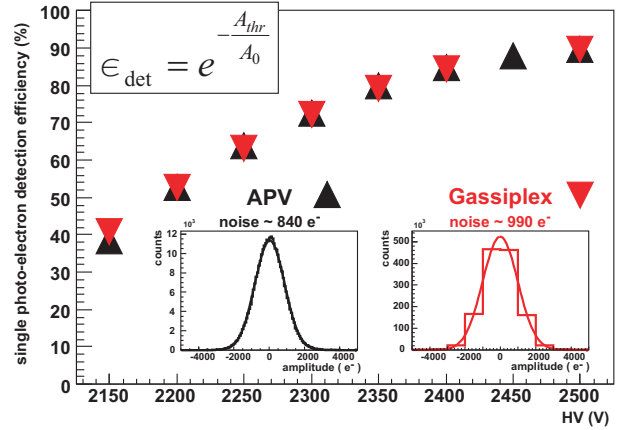 single photo-electron detection efficiency (%)
100
90
80
70
60
50
40
30
20
10
0
∈det = e^(-Athr/A0)
APV
noise ~ 840 e-
Gassiplex
noise ~ 990 e-
counts
×10³
12
10
8
6
4
2
0
-4000 -2000 0 2000 4000
amplitude ( e-)
counts
×10³
500
400
300
200
100
0
-4000 -2000 0 2000 4000
amplitude ( e-)
2150 2200 2250 2300 2350 2400 2450 2500
HV (V)